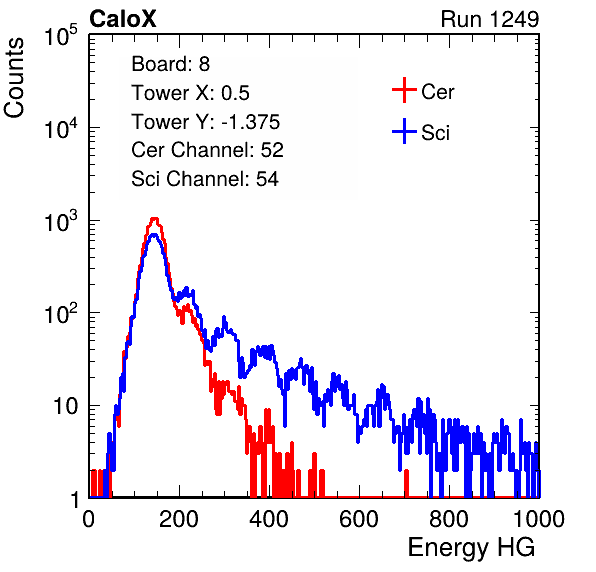 CaloX Run 1249
Counts
Board: 8
Tower X: 0.5
Tower Y: -1.375
Cer Channel: 52
Sci Channel: 54
Cer
Sci
10^5
10^4
10^3
10^2
10
1
0 200 400 600 800 1000
Energy HG